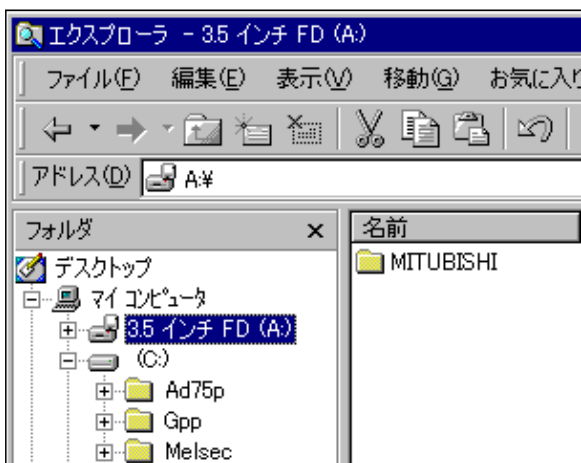 エクスプローラ - 3.5 インチ FD (A:)
ファイル(F) 編集(E) 表示(V) 移動(G) お気に入り
アドレス(D) A:¥
フォルダ ×
名前
デスクトップ
MITUBISHI
マイ コンピュータ
3.5 インチ FD (A:)
(C:)
Ad75p
Gpp
Melsec